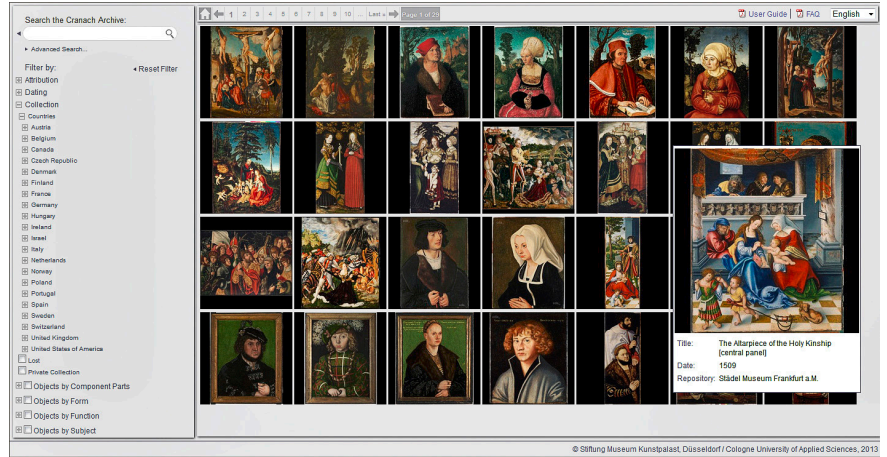 Search the Cranach Archive:
Advanced Search...
Filter by:
Reset Filter
Attribution
Dating
Collection
Countries
Austria
Belgium
Canada
Czech Republic
Denmark
Finland
France
Germany
Hungary
Ireland
Israel
Italy
Netherlands
Norway
Poland
Portugal
Spain
Sweden
Switzerland
United Kingdom
United States of America
Lost
Private Collection
Objects by Component Parts
Objects by Form
Objects by Function
Objects by Subject
1 2 3 4 5 6 7 8 9 10 ... Last Page 1 of 29
User Guide | FAQ English
Title: The Altarpiece of the Holy Kinship
[central panel]
Date: 1509
Repository: Städel Museum Frankfurt a.M.
© Stiftung Museum Kunstpalast, Düsseldorf / Cologne University of Applied Sciences, 2013